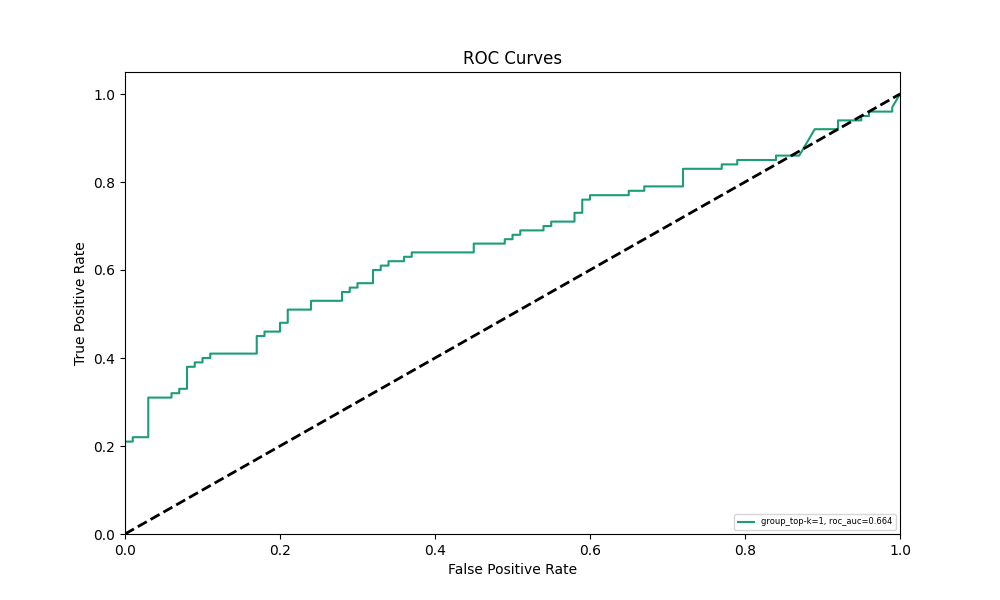 ROC Curves
True Positive Rate
1.0
0.8
0.6
0.4
0.2
0.0
0.0 0.2 0.4 0.6 0.8 1.0
False Positive Rate
group_top-k=1, roc_auc=0.664